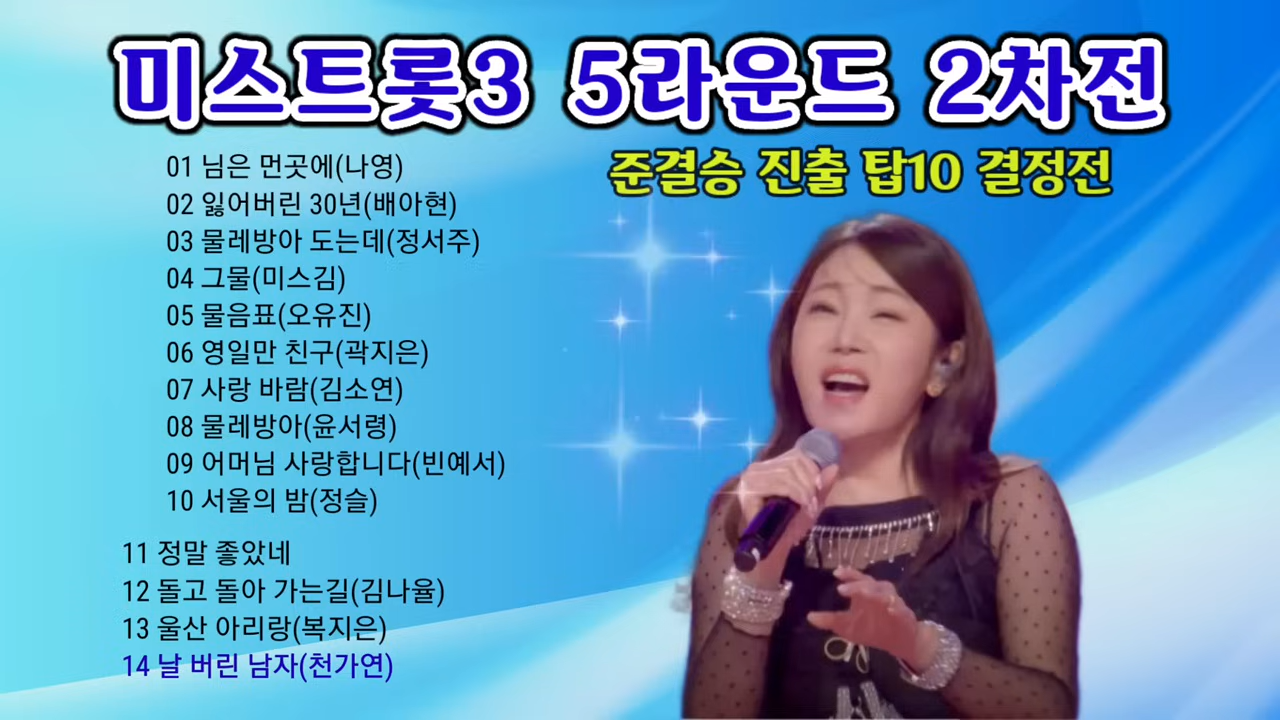 미스트롯3 5라운드 2차전
준결승 진출 탑10 결정전
01 님은 먼곳에(나영)
02 잃어버린 30년(배아현)
03 물레방아 도는데(정서주)
04 그물(미스김)
05 물음표(오유진)
06 영일만 친구(곽지은)
07 사랑 바람(김소연)
08 물레방아(윤서령)
09 어머님 사랑합니다(빈예서)
10 서울의 밤(정슬)
11 정말 좋았네
12 돌고 돌아 가는길(김나율)
13 울산 아리랑(복지은)
14 날 버린 남자(천가연)